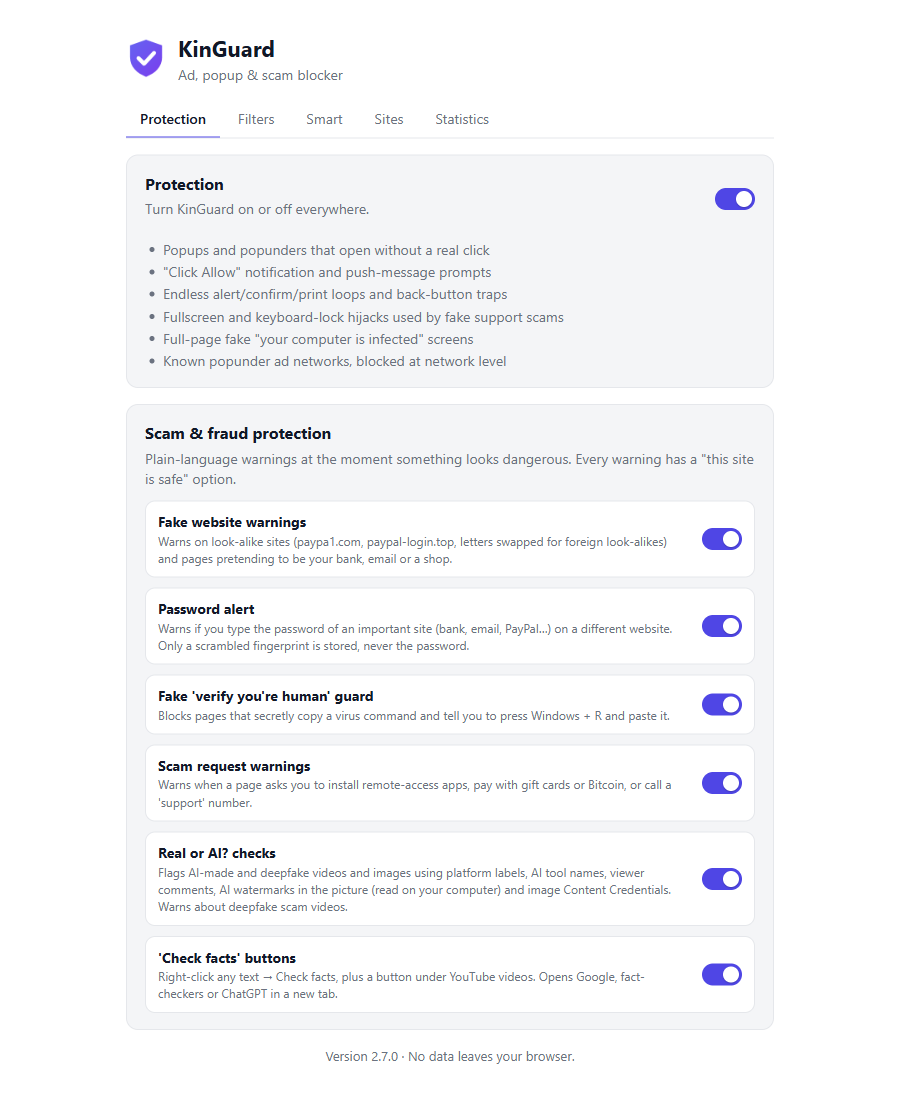 KinGuard
Ad, popup & scam blocker
Protection
Filters
Smart
Sites
Statistics
Protection
Turn KinGuard on or off everywhere.
• Popups and popunders that open without a real click
• "Click Allow" notification and push-message prompts
• Endless alert/confirm/print loops and back-button traps
• Fullscreen and keyboard-lock hijacks used by fake support scams
• Full-page fake "your computer is infected" screens
• Known popunder ad networks, blocked at network level
Scam & fraud protection
Plain-language warnings at the moment something looks dangerous. Every warning has a "this site
is safe" option.
Fake website warnings
Warns on look-alike sites (paypa1.com, paypal-login.top, letters swapped for foreign look-alikes)
and pages pretending to be your bank, email or a shop.
Password alert
Warns if you type the password of an important site (bank, email, PayPal...) on a different website.
Only a scrambled fingerprint is stored, never the password.
Fake 'verify you're human' guard
Blocks pages that secretly copy a virus command and tell you to press Windows + R and paste it.
Scam request warnings
Warns when a page asks you to install remote-access apps, pay with gift cards or Bitcoin, or call a
'support' number.
Real or AI? checks
Flags AI-made and deepfake videos and images using platform labels, AI tool names, viewer
comments, AI watermarks in the picture (read on your computer) and image Content Credentials.
Warns about deepfake scam videos.
'Check facts' buttons
Right-click any text → Check facts, plus a button under YouTube videos. Opens Google, fact-
checkers or ChatGPT in a new tab.
Version 2.7.0 · No data leaves your browser.